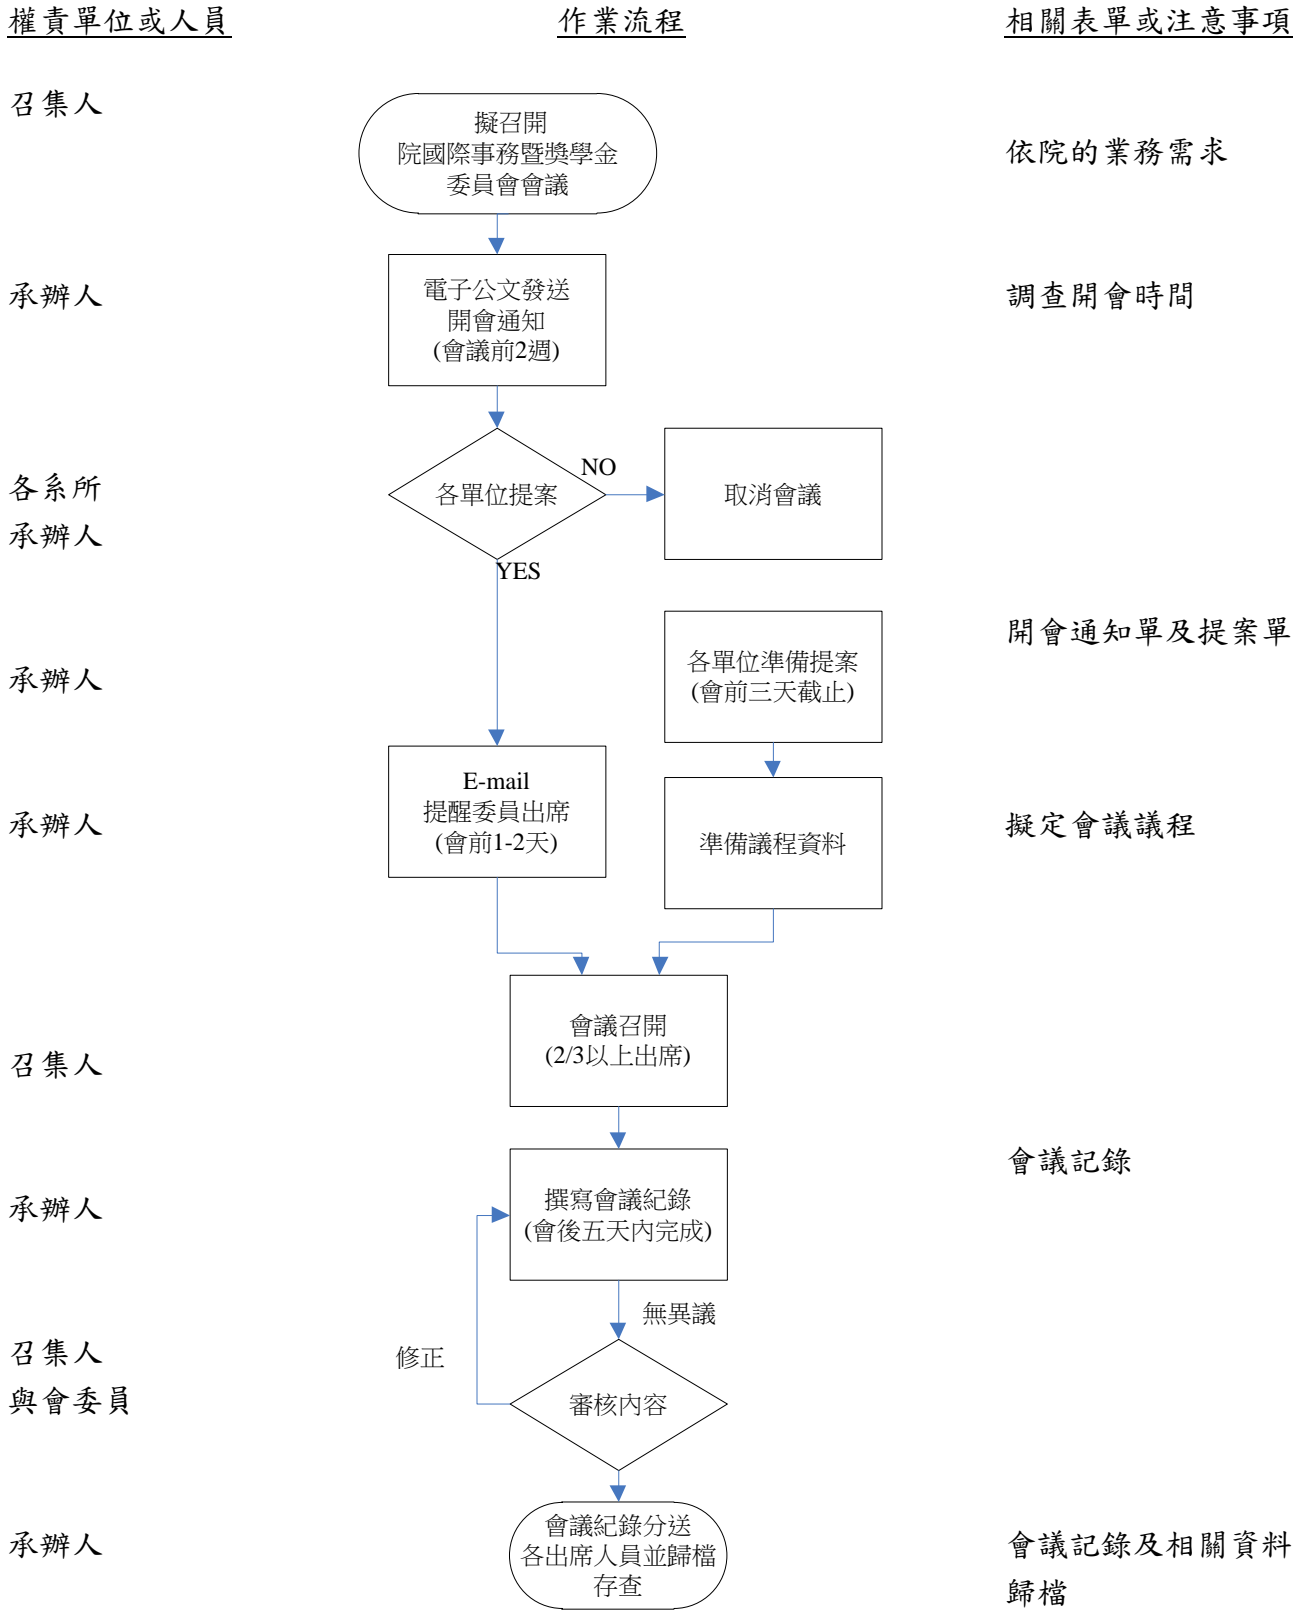 權責單位或人員
作業流程
相關表單或注意事項
召集人
擬召開
院國際事務暨獎學金
委員會會議
依院的業務需求
承辦人
電子公文發送
開會通知
(會議前2週)
調查開會時間
各系所
承辦人
各單位提案
NO
取消會議
YES
開會通知單及提案單
承辦人
各單位準備提案
(會前三天截止)
承辦人
E-mail
提醒委員出席
(會前1-2天)
準備議程資料
擬定會議議程
召集人
會議召開
(2/3以上出席)
會議記錄
承辦人
撰寫會議紀錄
(會後五天內完成)
無異議
修正
召集人
與會委員
審核內容
承辦人
會議紀錄分送
各出席人員並歸檔
存查
會議記錄及相關資料
歸檔